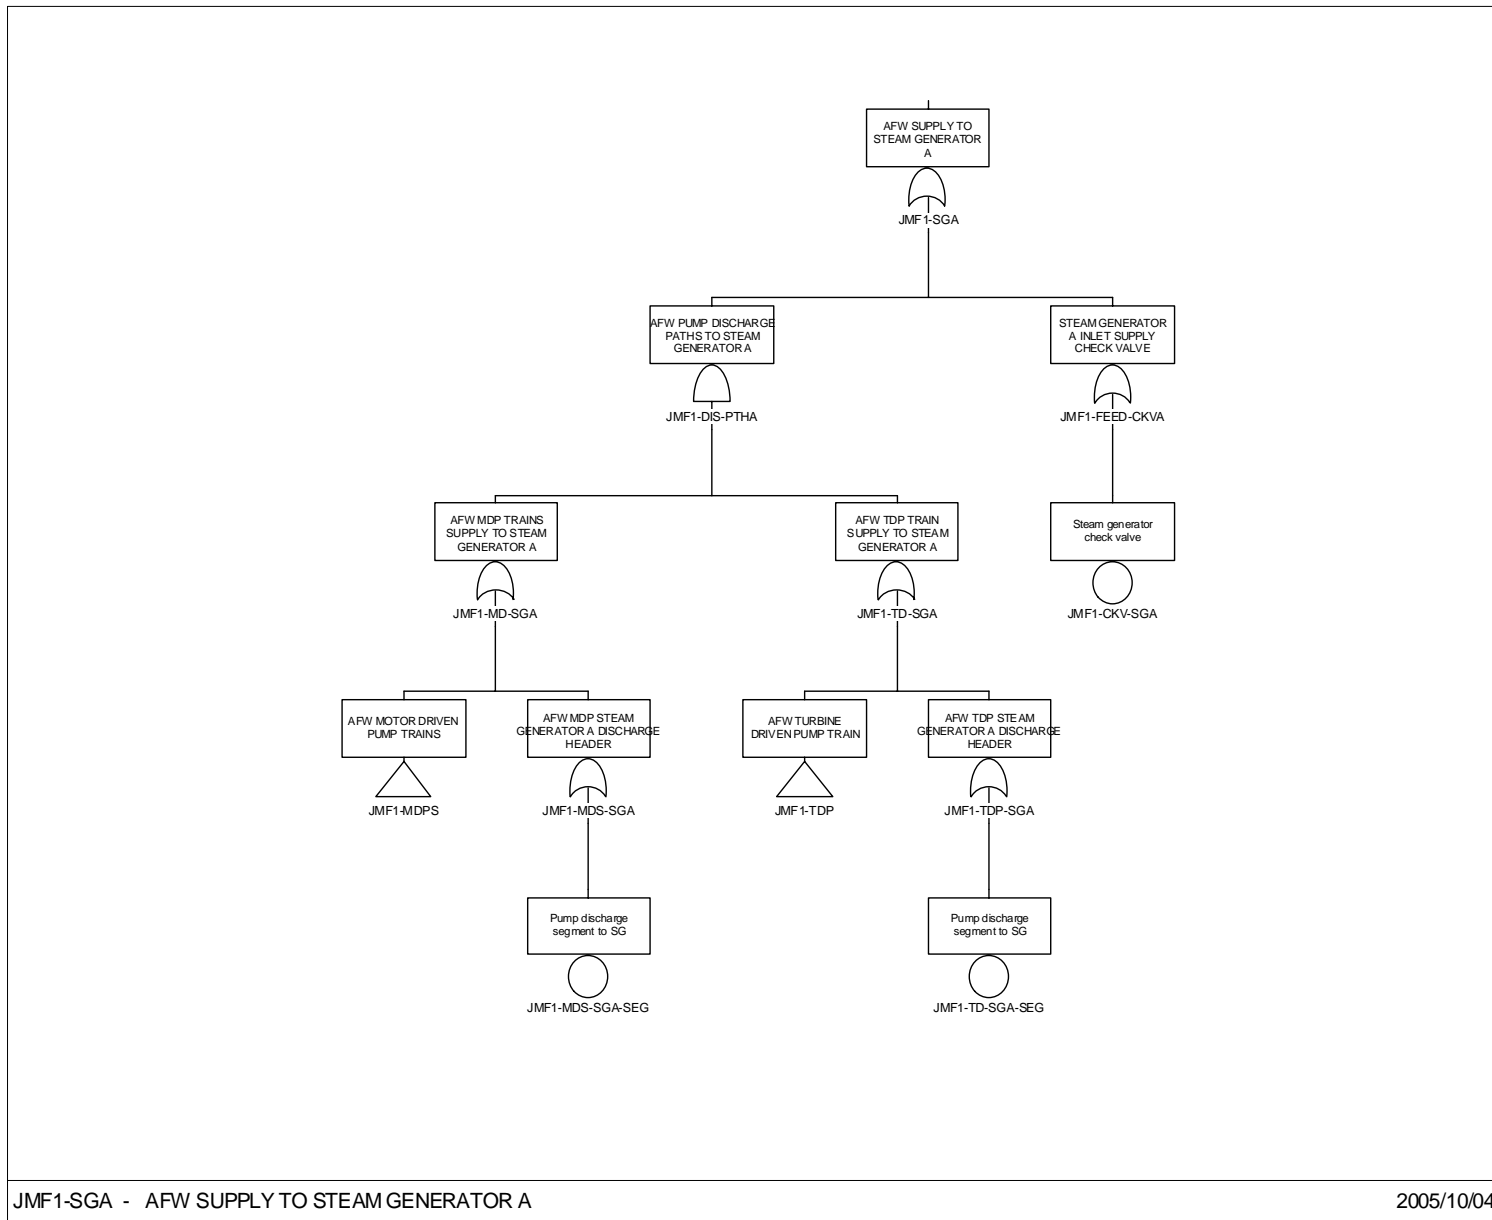 AFW SUPPLY TO
STEAM GENERATOR
A
JMF1-SGA
AFW PUMP DISCHARGE
PATHS TO STEAM
GENERATOR A
JMF1-DIS-PTHA
STEAM GENERATOR
A INLET SUPPLY
CHECK VALVE
JMF1-FEED-CKVA
AFW MDP TRAINS
SUPPLY TO STEAM
GENERATOR A
JMF1-MD-SGA
AFW TDP TRAIN
SUPPLY TO STEAM
GENERATOR A
JMF1-TD-SGA
Steam generator
check valve
JMF1-CKV-SGA
AFW MOTOR DRIVEN
PUMP TRAINS
JMF1-MDPS
AFW MDP STEAM
GENERATOR A DISCHARGE
HEADER
JMF1-MDS-SGA
AFW TURBINE
DRIVEN PUMP TRAIN
JMF1-TDP
AFW TDP STEAM
GENERATOR A DISCHARGE
HEADER
JMF1-TDP-SGA
Pump discharge
segment to SG
JMF1-MDS-SGA-SEG
Pump discharge
segment to SG
JMF1-TD-SGA-SEG
JMF1-SGA - AFW SUPPLY TO STEAM GENERATOR A
2005/10/04